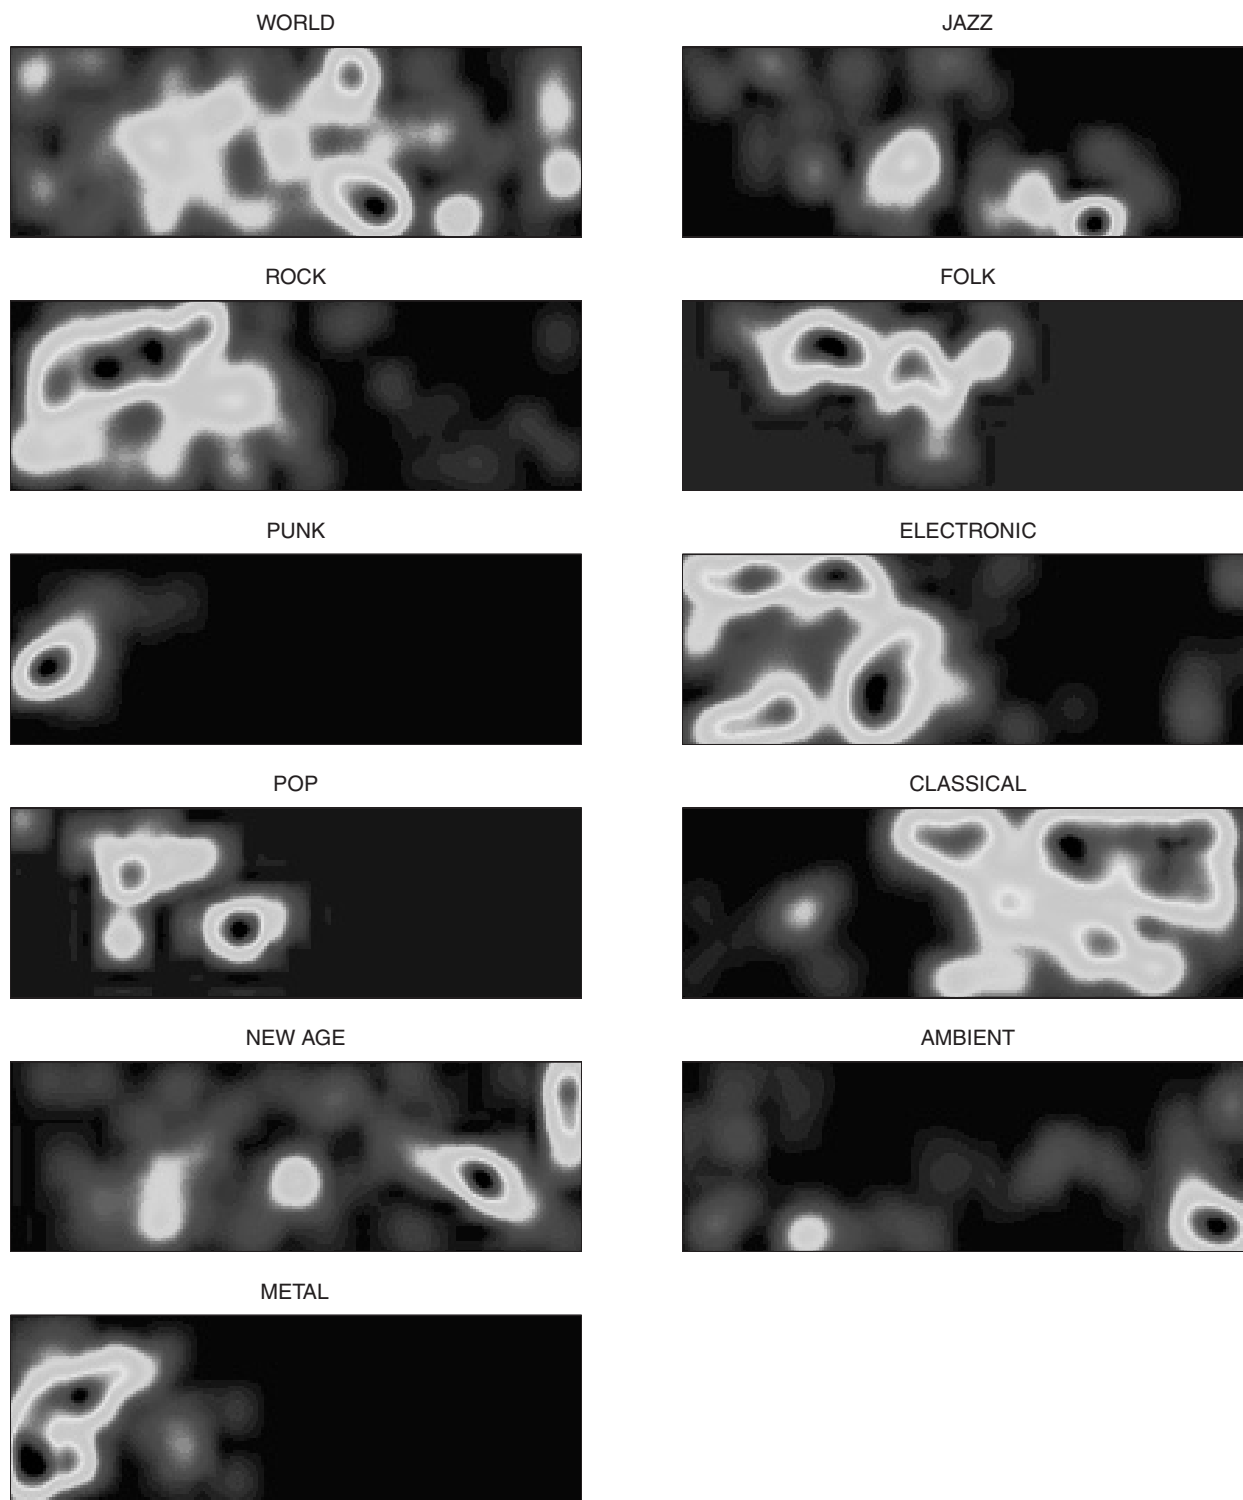 WORLD
JAZZ
ROCK
FOLK
PUNK
ELECTRONIC
POP
CLASSICAL
NEW AGE
AMBIENT
METAL